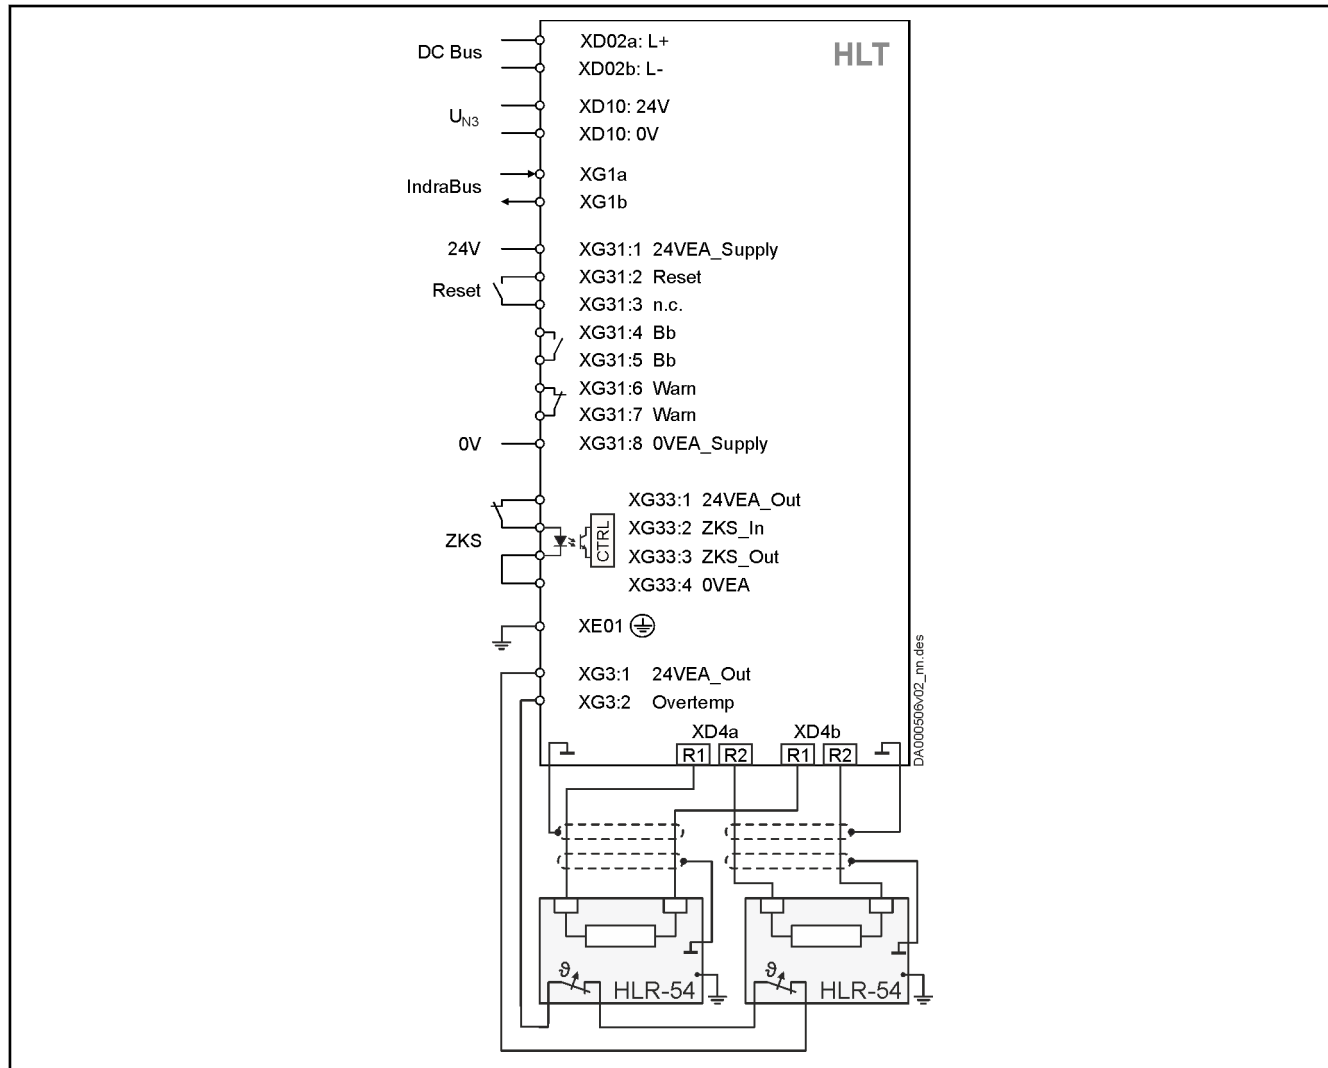 HLT
DC Bus
XD02a: L+
XD02b: L-
UN3
XD10: 24V
XD10: 0V
IndraBus
XG1a
XG1b
24V
XG31:1 24VEA_Supply
Reset
XG31:2 Reset
XG31:3 n.c.
XG31:4 Bb
XG31:5 Bb
XG31:6 Warn
XG31:7 Warn
0V
XG31:8 0VEA_Supply
ZKS
CTRL
XG33:1 24VEA_Out
XG33:2 ZKS_In
XG33:3 ZKS_Out
XG33:4 0VEA
XE01
XG3:1 24VEA_Out
XG3:2 Overtemp
XD4a XD4b
R1 R2 R1 R2
DA000506v02_nn.des
ϑ HLR-54
ϑ HLR-54